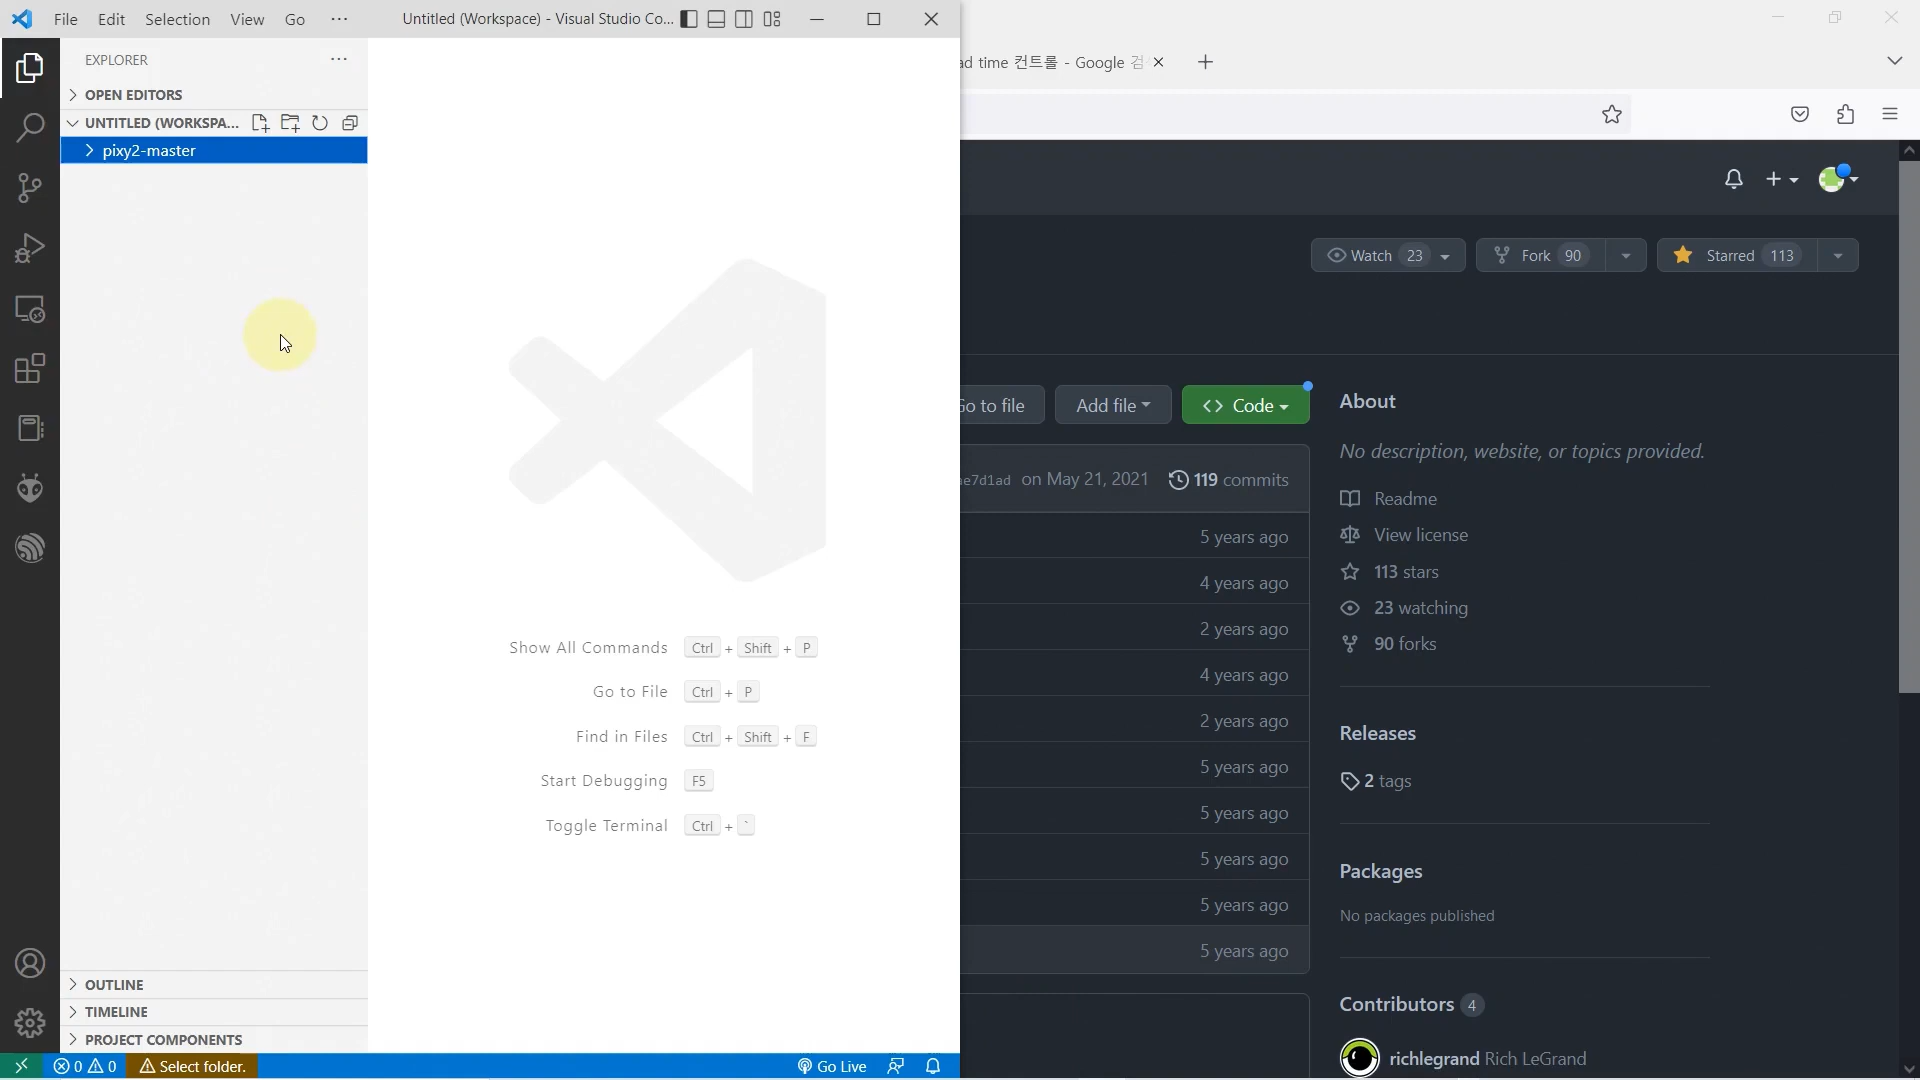 File Edit Selection View Go ··· Untitled (Workspace) - Visual Studio Co...
EXPLORER
OPEN EDITORS
UNTITLED (WORKSPA...
pixy2-master
Show All Commands Ctrl + Shift + P
Go to File Ctrl + P
Find in Files Ctrl + Shift + F
Start Debugging F5
Toggle Terminal Ctrl + `
OUTLINE
TIMELINE
PROJECT COMPONENTS
0 0 Select folder. Go Live
ad time 컨트롤 - Google 검
Watch 23 Fork 90 Starred 113
Go to file Add file Code
ae7d1ad on May 21, 2021 119 commits
5 years ago
4 years ago
2 years ago
4 years ago
2 years ago
5 years ago
5 years ago
5 years ago
5 years ago
5 years ago
About
No description, website, or topics provided.
Readme
View license
113 stars
23 watching
90 forks
Releases
2 tags
Packages
No packages published
Contributors 4
richlegrand Rich LeGrand